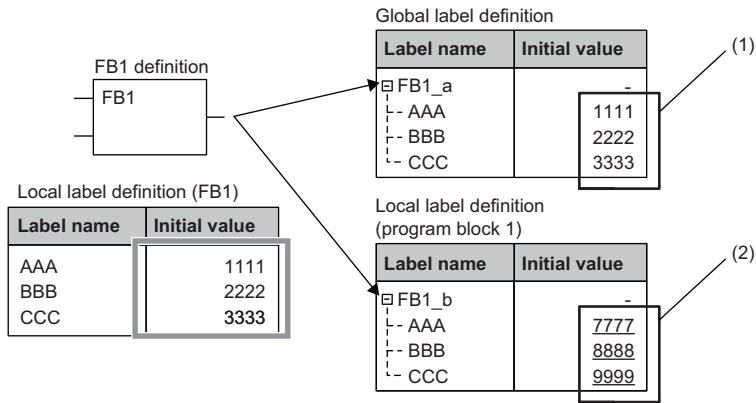 Global label definition
Label name Initial value
FB1_a -
AAA 1111
BBB 2222
CCC 3333
(1)
FB1 definition
FB1
Local label definition (FB1)
Label name Initial value
AAA 1111
BBB 2222
CCC 3333
Local label definition
(program block 1)
Label name Initial value
FB1_b -
AAA 7777
BBB 8888
CCC 9999
(2)